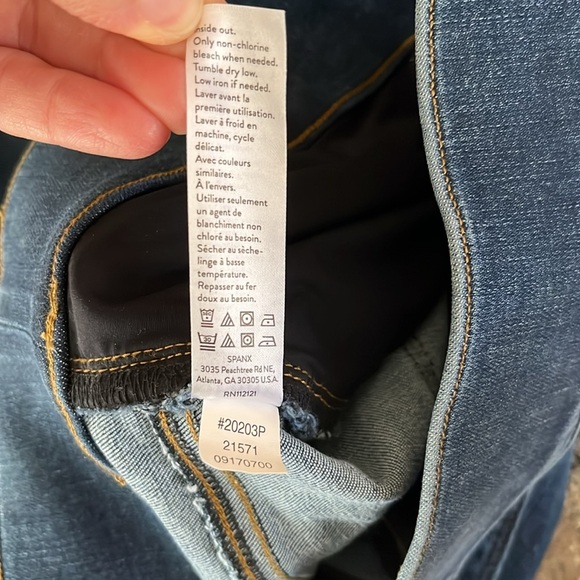 side out.
Only non-chlorine
bleach when needed.
Tumble dry low.
Low iron if needed.
Laver avant la
première utilisation.
Laver à froid en
machine, cycle
délicat.
Avec couleurs
similaires.
À l'envers.
Utiliser seulement
un agent de
blanchiment non
chloré au besoin.
Sécher au sèche-
linge à basse
température.
Repasser au fer
doux au besoin.
SPANX
3035 Peachtree Rd NE,
Atlanta, GA 30305 U.S.A.
RN112121
#20203P
21571
09170700